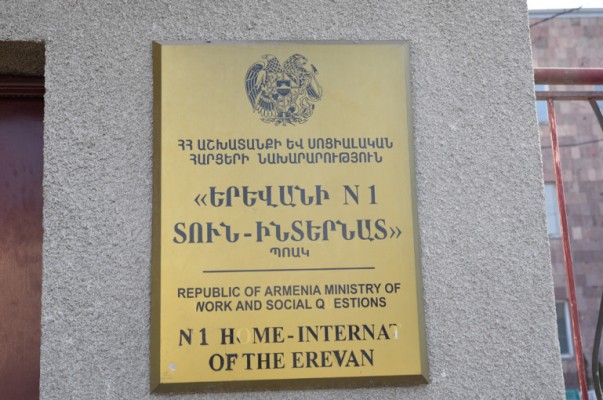 ՀՀ ԱՇԽԱՏԱՆՔԻ ԵՎ ՍՈՑԻԱԼԱԿԱՆ
ՀԱՐՑԵՐԻ ՆԱԽԱՐԱՐՈՒԹՅՈՒՆ
«ԵՐԵՎԱՆԻ N 1
ՏՈՒՆ-ԻՆՏԵՐՆԱՏ»
ՊՈԱԿ
REPUBLIC OF ARMENIA MINISTRY OF
WORK AND SOCIAL Q ESTIONS
N 1 HOME-INTERNAT
OF THE EREVAN